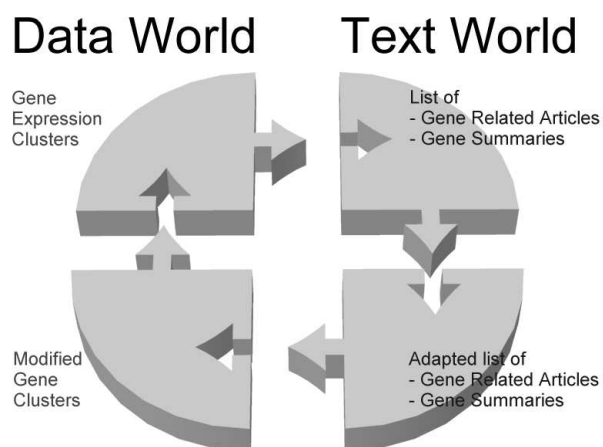 Data World
Text World
Gene
Expression
Clusters
List of
- Gene Related Articles
- Gene Summaries
Modified
Gene
Clusters
Adapted list of
- Gene Related Articles
- Gene Summaries